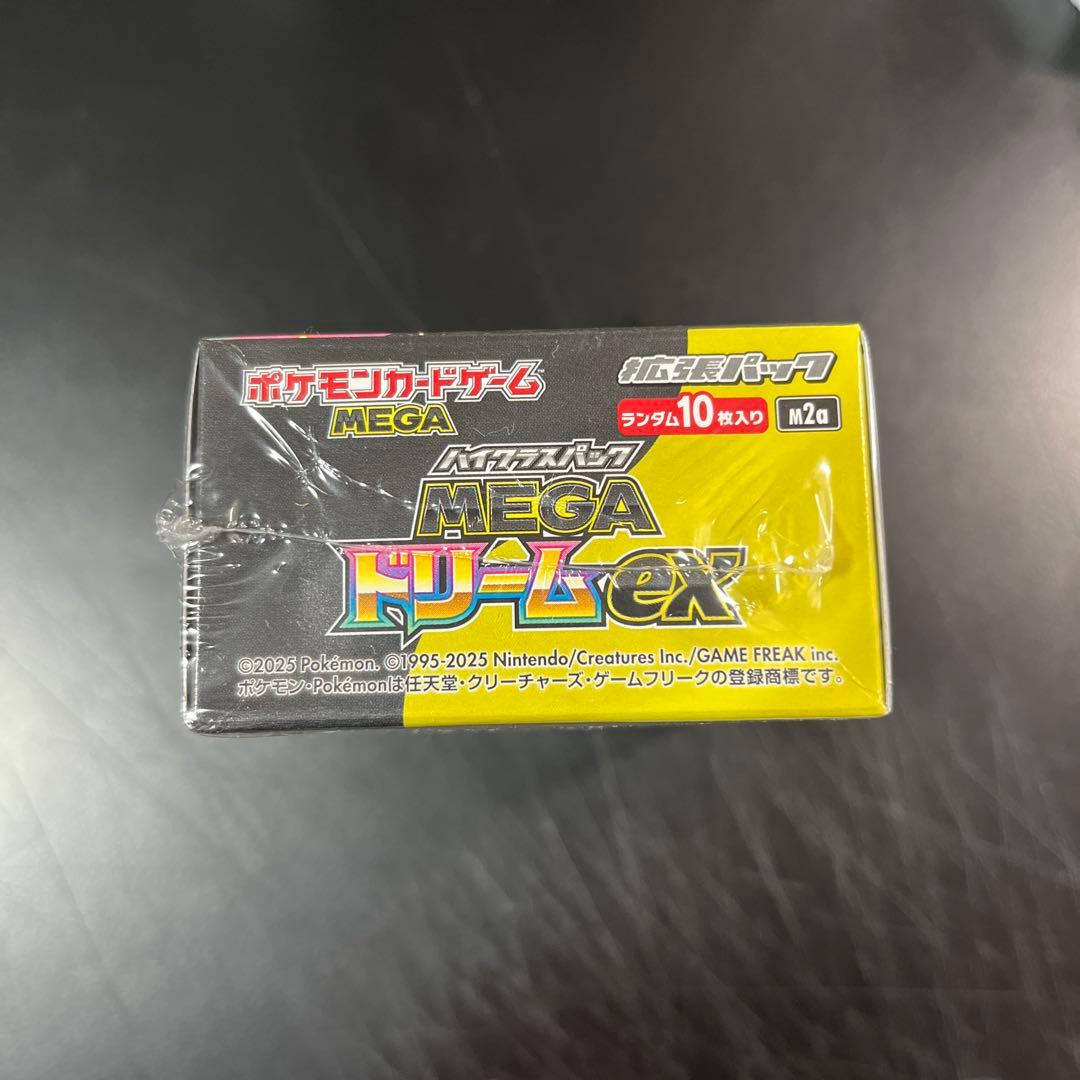 ポケモンカードゲーム
MEGA
拡張パック
ランダム10枚入り
M2a
ハイクラスパック
MEGA
ドリームex
©2025 Pokémon. ©1995-2025 Nintendo/Creatures Inc./GAME FREAK inc.
ポケモン・Pokémonは任天堂・クリーチャーズ・ゲームフリークの登録商標です。